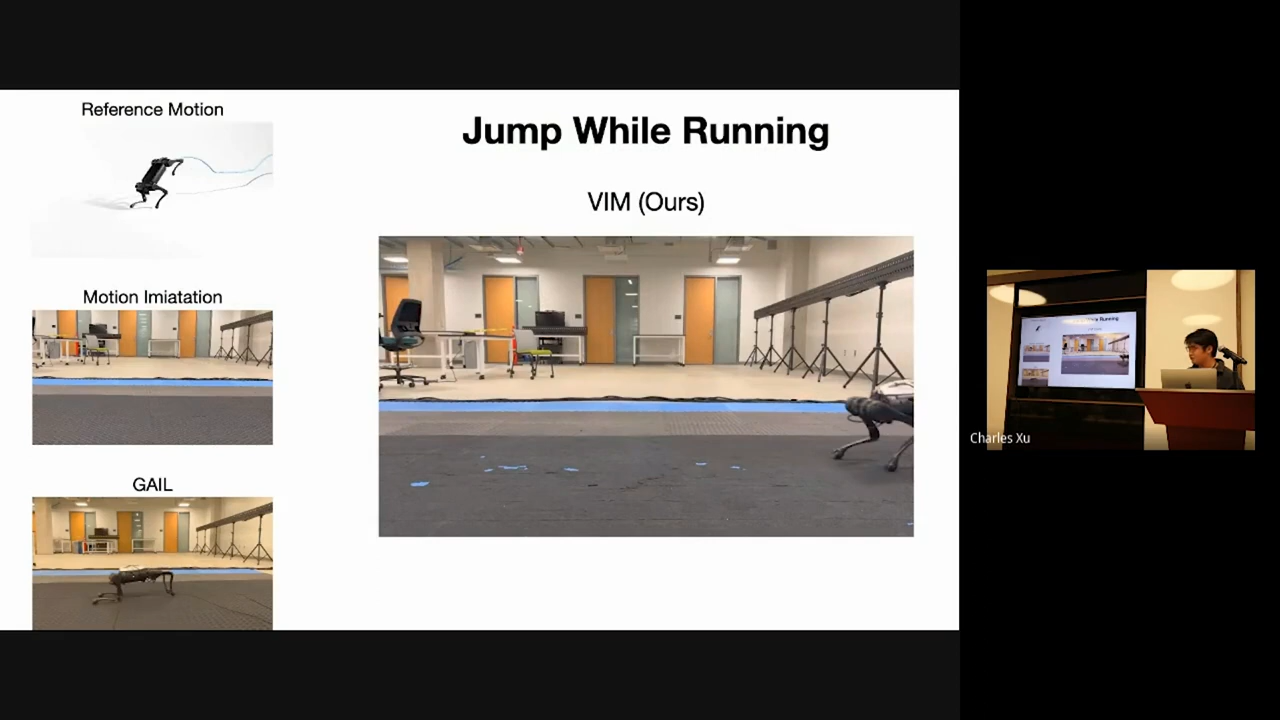 Reference Motion
Jump While Running
VIM (Ours)
Motion Imiatation
GAIL
Charles Xu